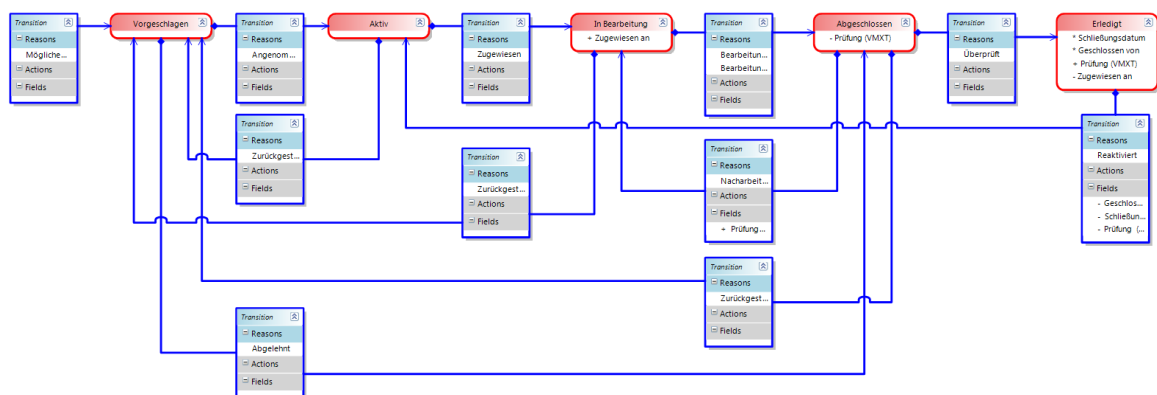 Transition
Reasons
Mögliche...
Actions
Fields
Vorgeschlagen
Transition
Reasons
Angenom...
Actions
Fields
Aktiv
Transition
Reasons
Zugewiesen
Actions
Fields
In Bearbeitung
+ Zugewiesen an
Transition
Reasons
Bearbeitun...
Bearbeitun...
Actions
Fields
Abgeschlossen
- Prüfung (VMXT)
Transition
Reasons
Überprüft
Actions
Fields
Erledigt
* Schließungsdatum
* Geschlossen von
+ Prüfung (VMXT)
- Zugewiesen an
Transition
Reasons
Zurückgest...
Actions
Fields
Transition
Reasons
Zurückgest...
Actions
Fields
Transition
Reasons
Nacharbeit...
Actions
Fields
+ Prüfung...
Transition
Reasons
Reaktiviert
Actions
Fields
- Geschlos...
- Schließun...
- Prüfung (...
Transition
Reasons
Zurückgest...
Actions
Fields
Transition
Reasons
Abgelehnt
Actions
Fields